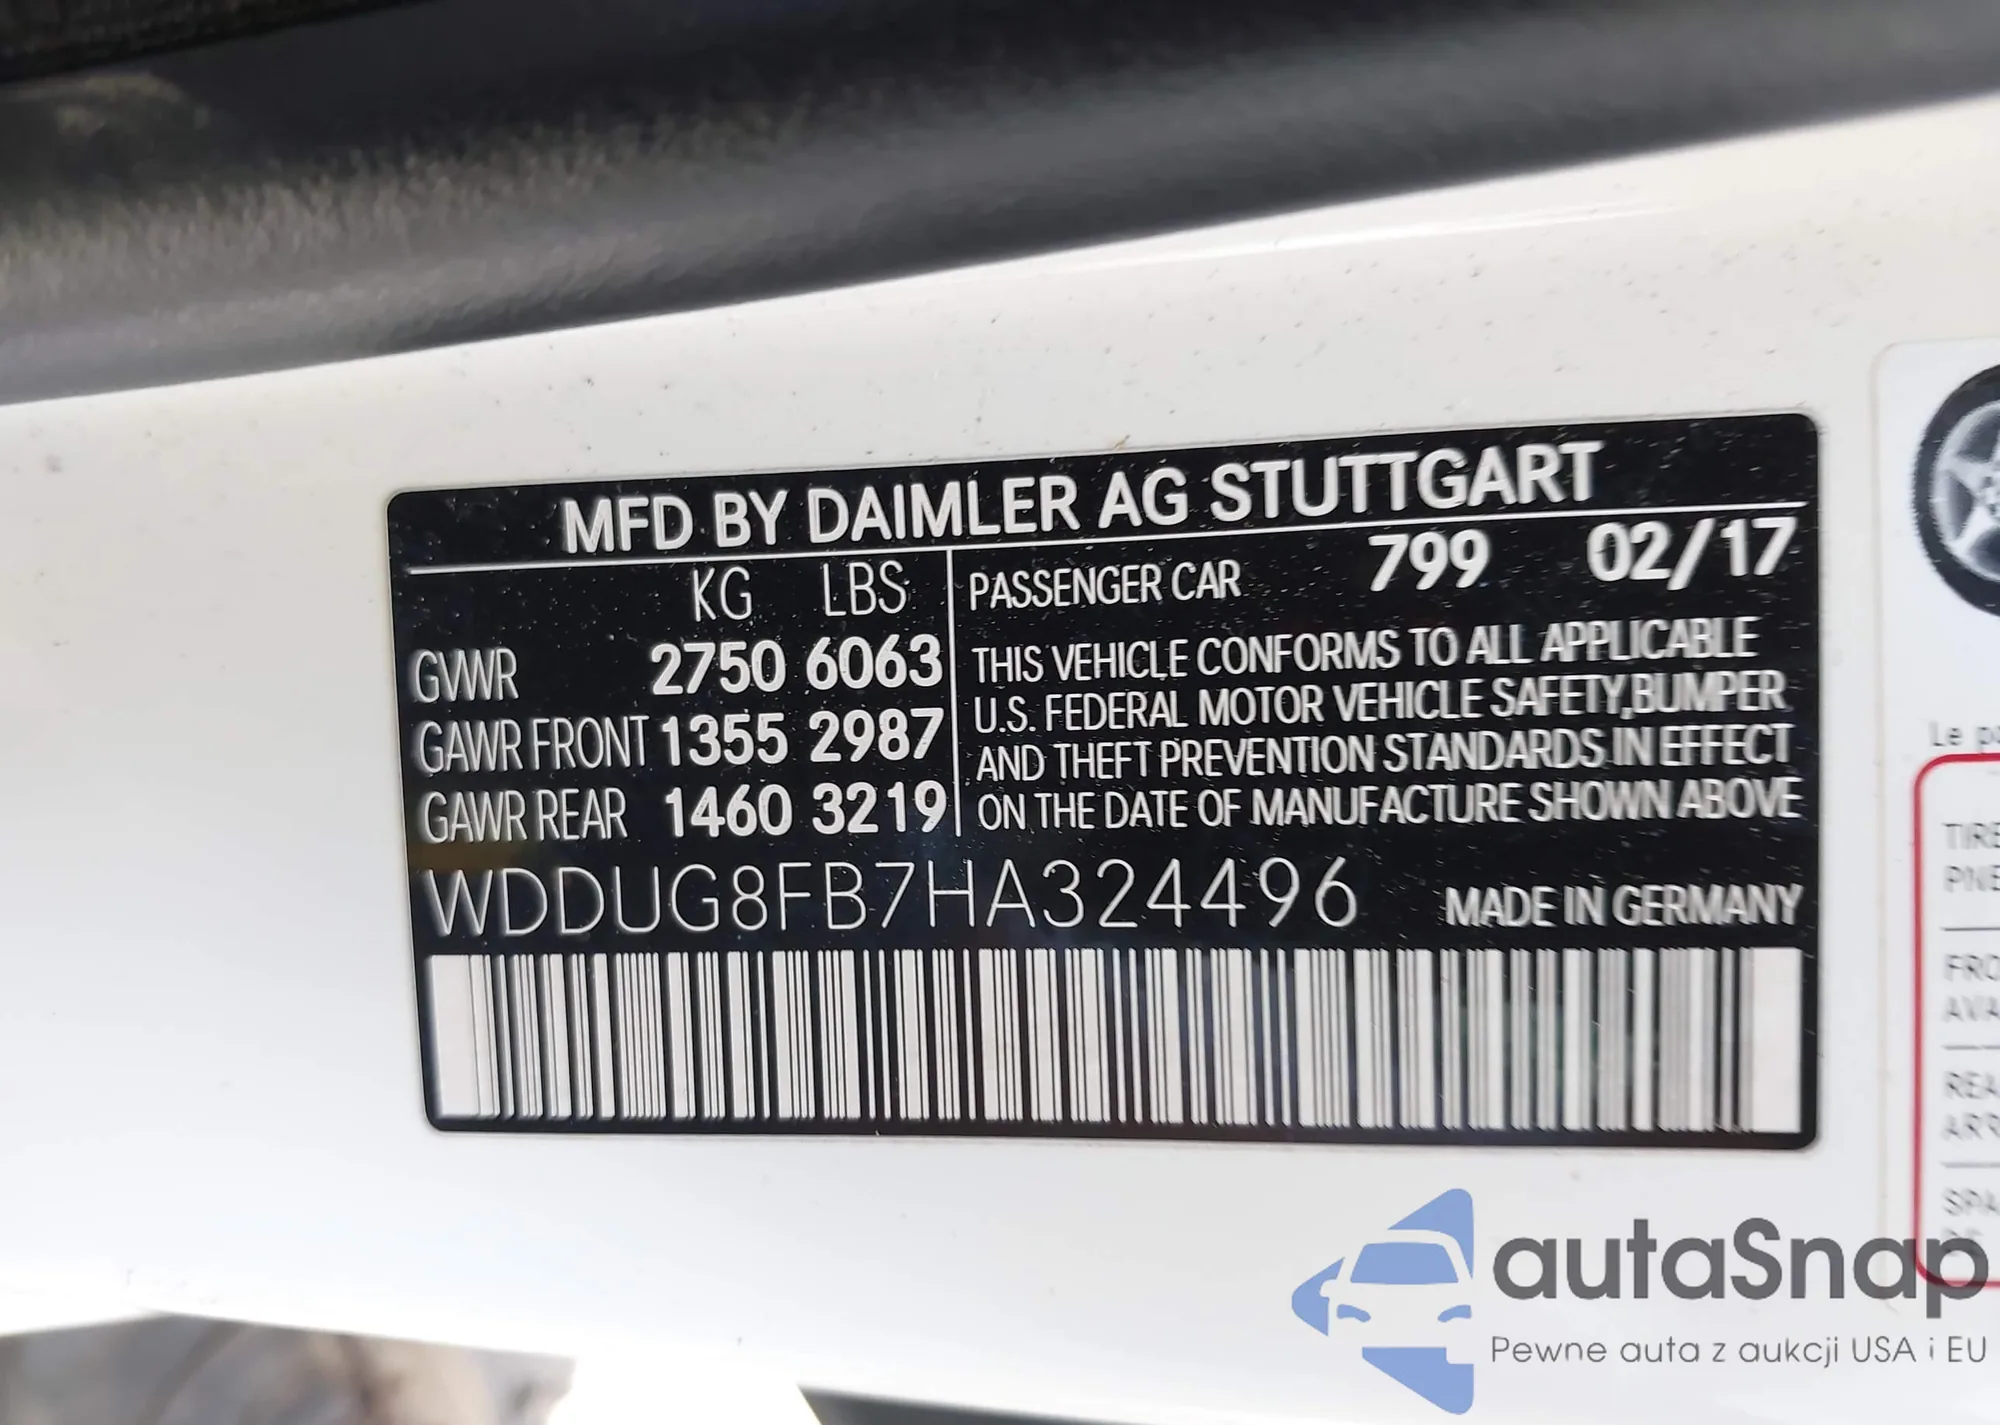 MFD BY DAIMLER AG STUTTGART
KG LBS
GVWR 2750 6063
GAWR FRONT 1355 2987
GAWR REAR 1460 3219
PASSENGER CAR 799 02/17
THIS VEHICLE CONFORMS TO ALL APPLICABLE
U.S. FEDERAL MOTOR VEHICLE SAFETY,BUMPER
AND THEFT PREVENTION STANDARDS IN EFFECT
ON THE DATE OF MANUFACTURE SHOWN ABOVE
WDDUG8FB7HA324496 MADE IN GERMANY
Le
autaSnap
Pewne auta z aukcji USA i EU